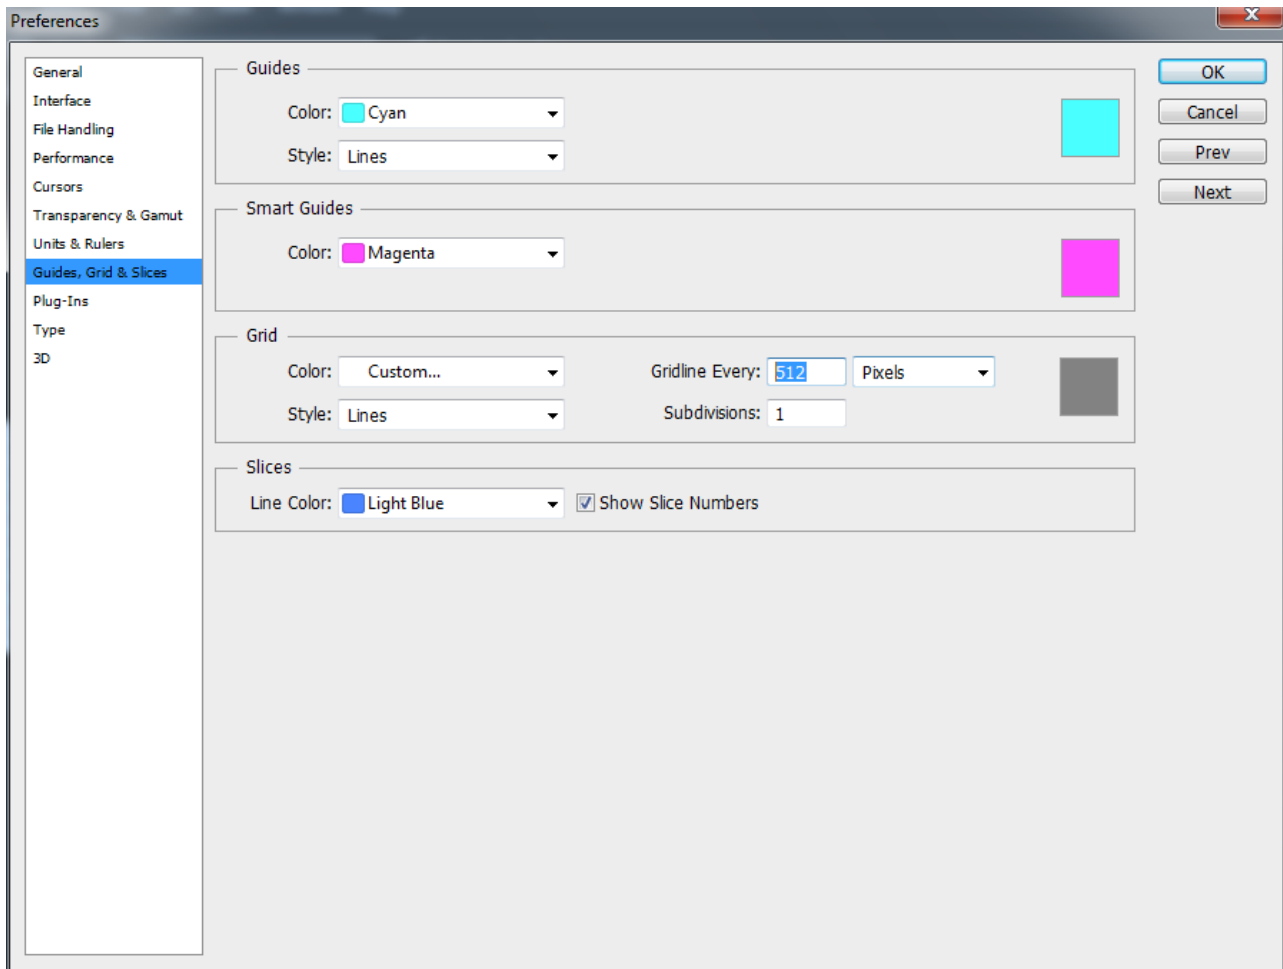 Preferences
x
General
Interface
File Handling
Performance
Cursors
Transparency & Gamut
Units & Rulers
Guides, Grid & Slices
Plug-Ins
Type
3D
Guides
Color: Cyan
Style: Lines
Smart Guides
Color: Magenta
Grid
Color: Custom... Gridline Every: 512 Pixels
Style: Lines Subdivisions: 1
Slices
Line Color: Light Blue Show Slice Numbers
OK
Cancel
Prev
Next